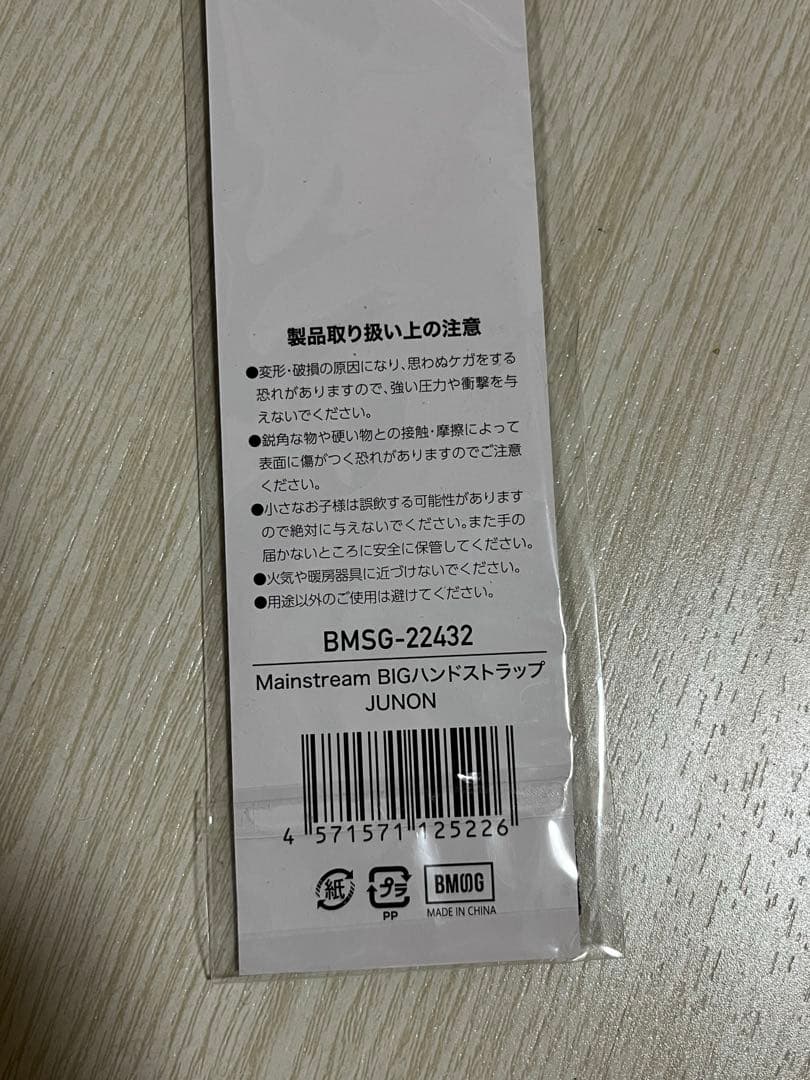 製品取り扱い上の注意
●変形・破損の原因になり、思わぬケガをする
恐れがありますので、強い圧力や衝撃を与
えないでください。
●鋭角な物や硬い物との接触・摩擦によって
表面に傷がつく恐れがありますのでご注意
ください。
●小さなお子様は誤飲する可能性があります
ので絶対に与えないでください。また手の
届かないところに安全に保管してください。
●火気や暖房器具に近づけないでください。
●用途以外のご使用は避けてください。
BMSG-22432
Mainstream BIGハンドストラップ
JUNON
4 571571 125226
紙 プラ BMSG
PP MADE IN CHINA